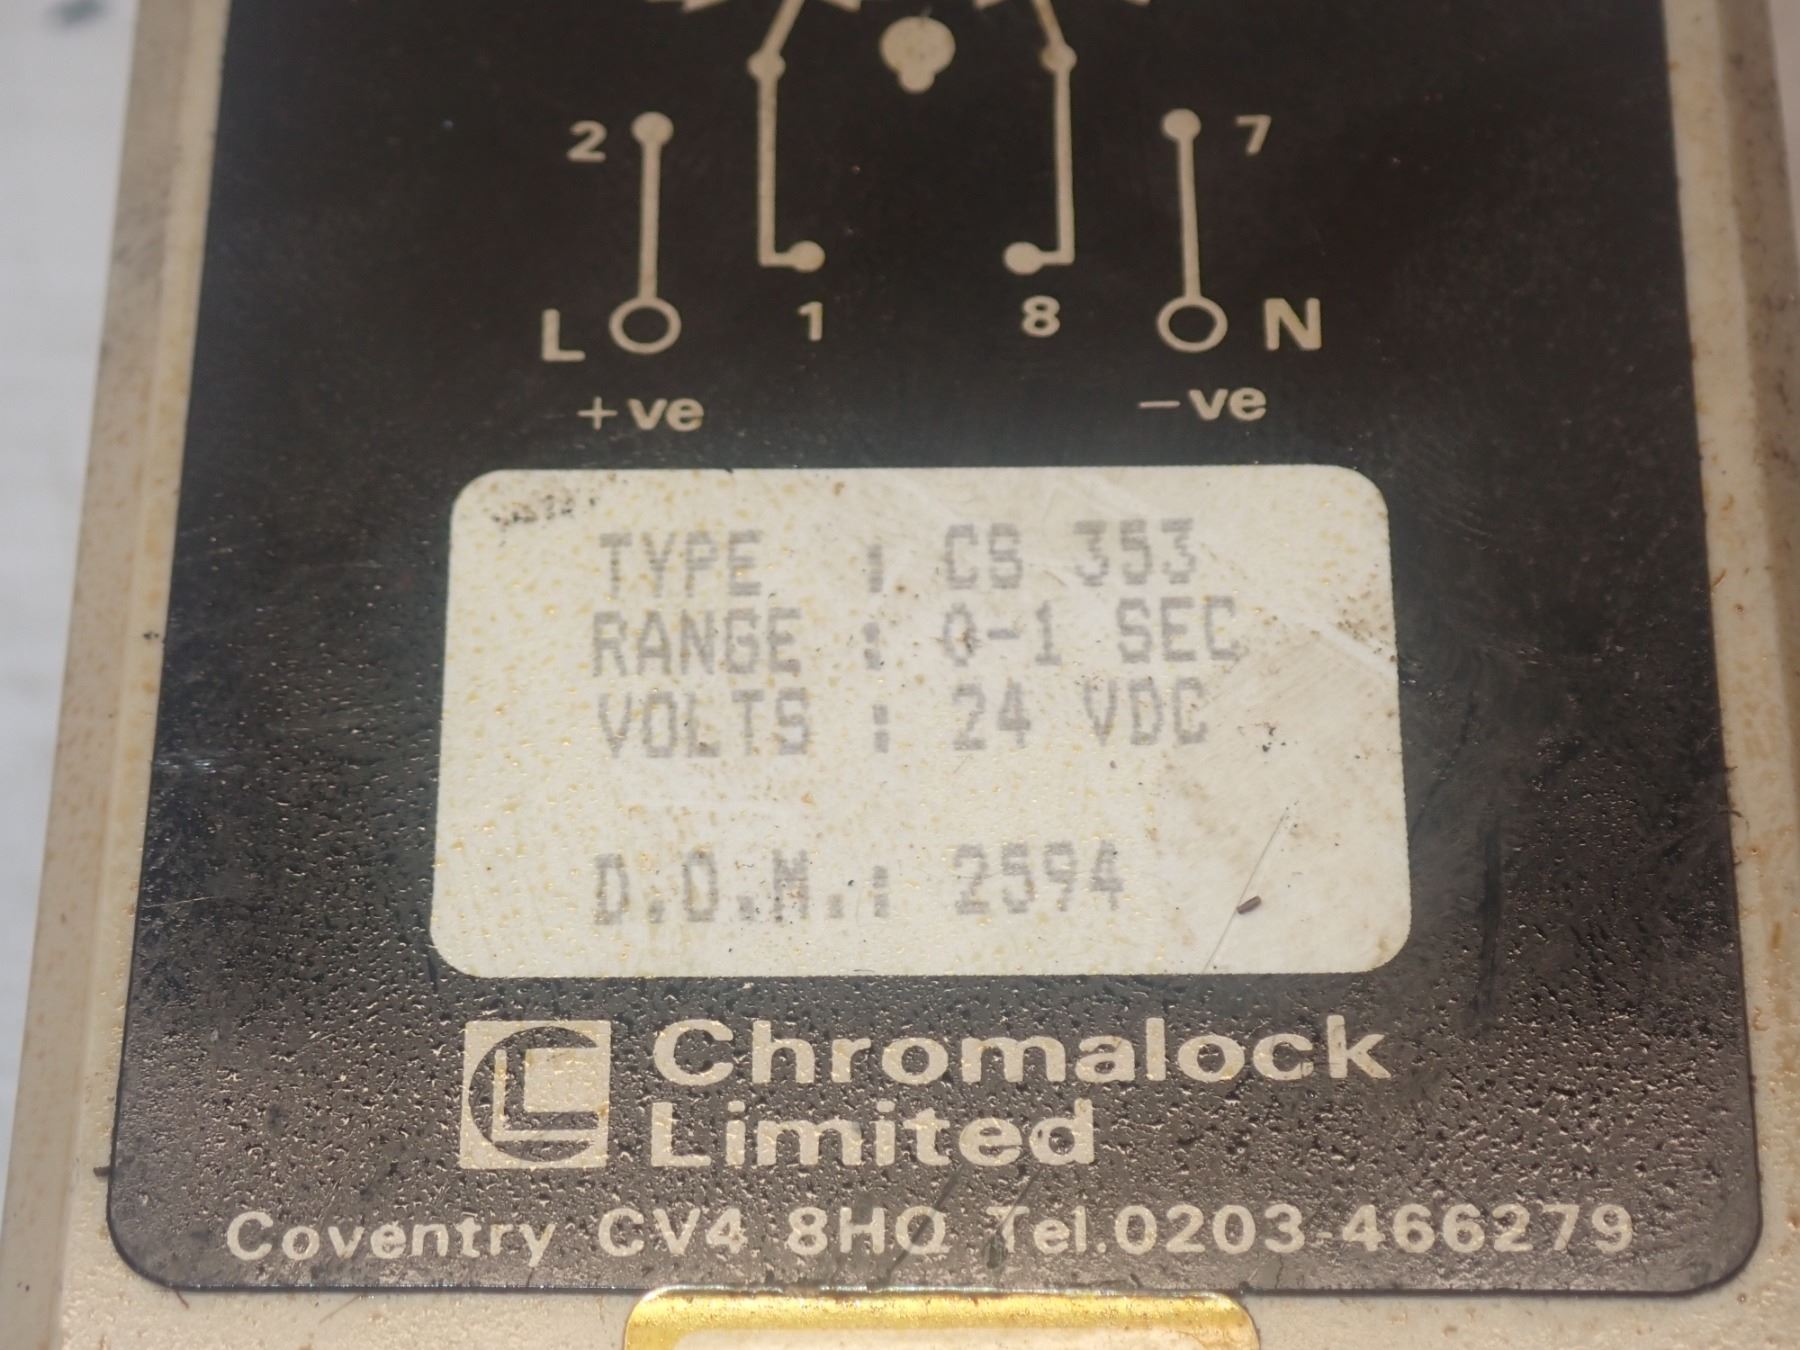 2 7
L 1 8 N
+ve −ve
TYPE : CS 353
RANGE : 0-1 SEC
VOLTS : 24 VDC
D.O.M.: 2594
Chromalock
Limited
Coventry CV4 8HQ Tel.0203-466279